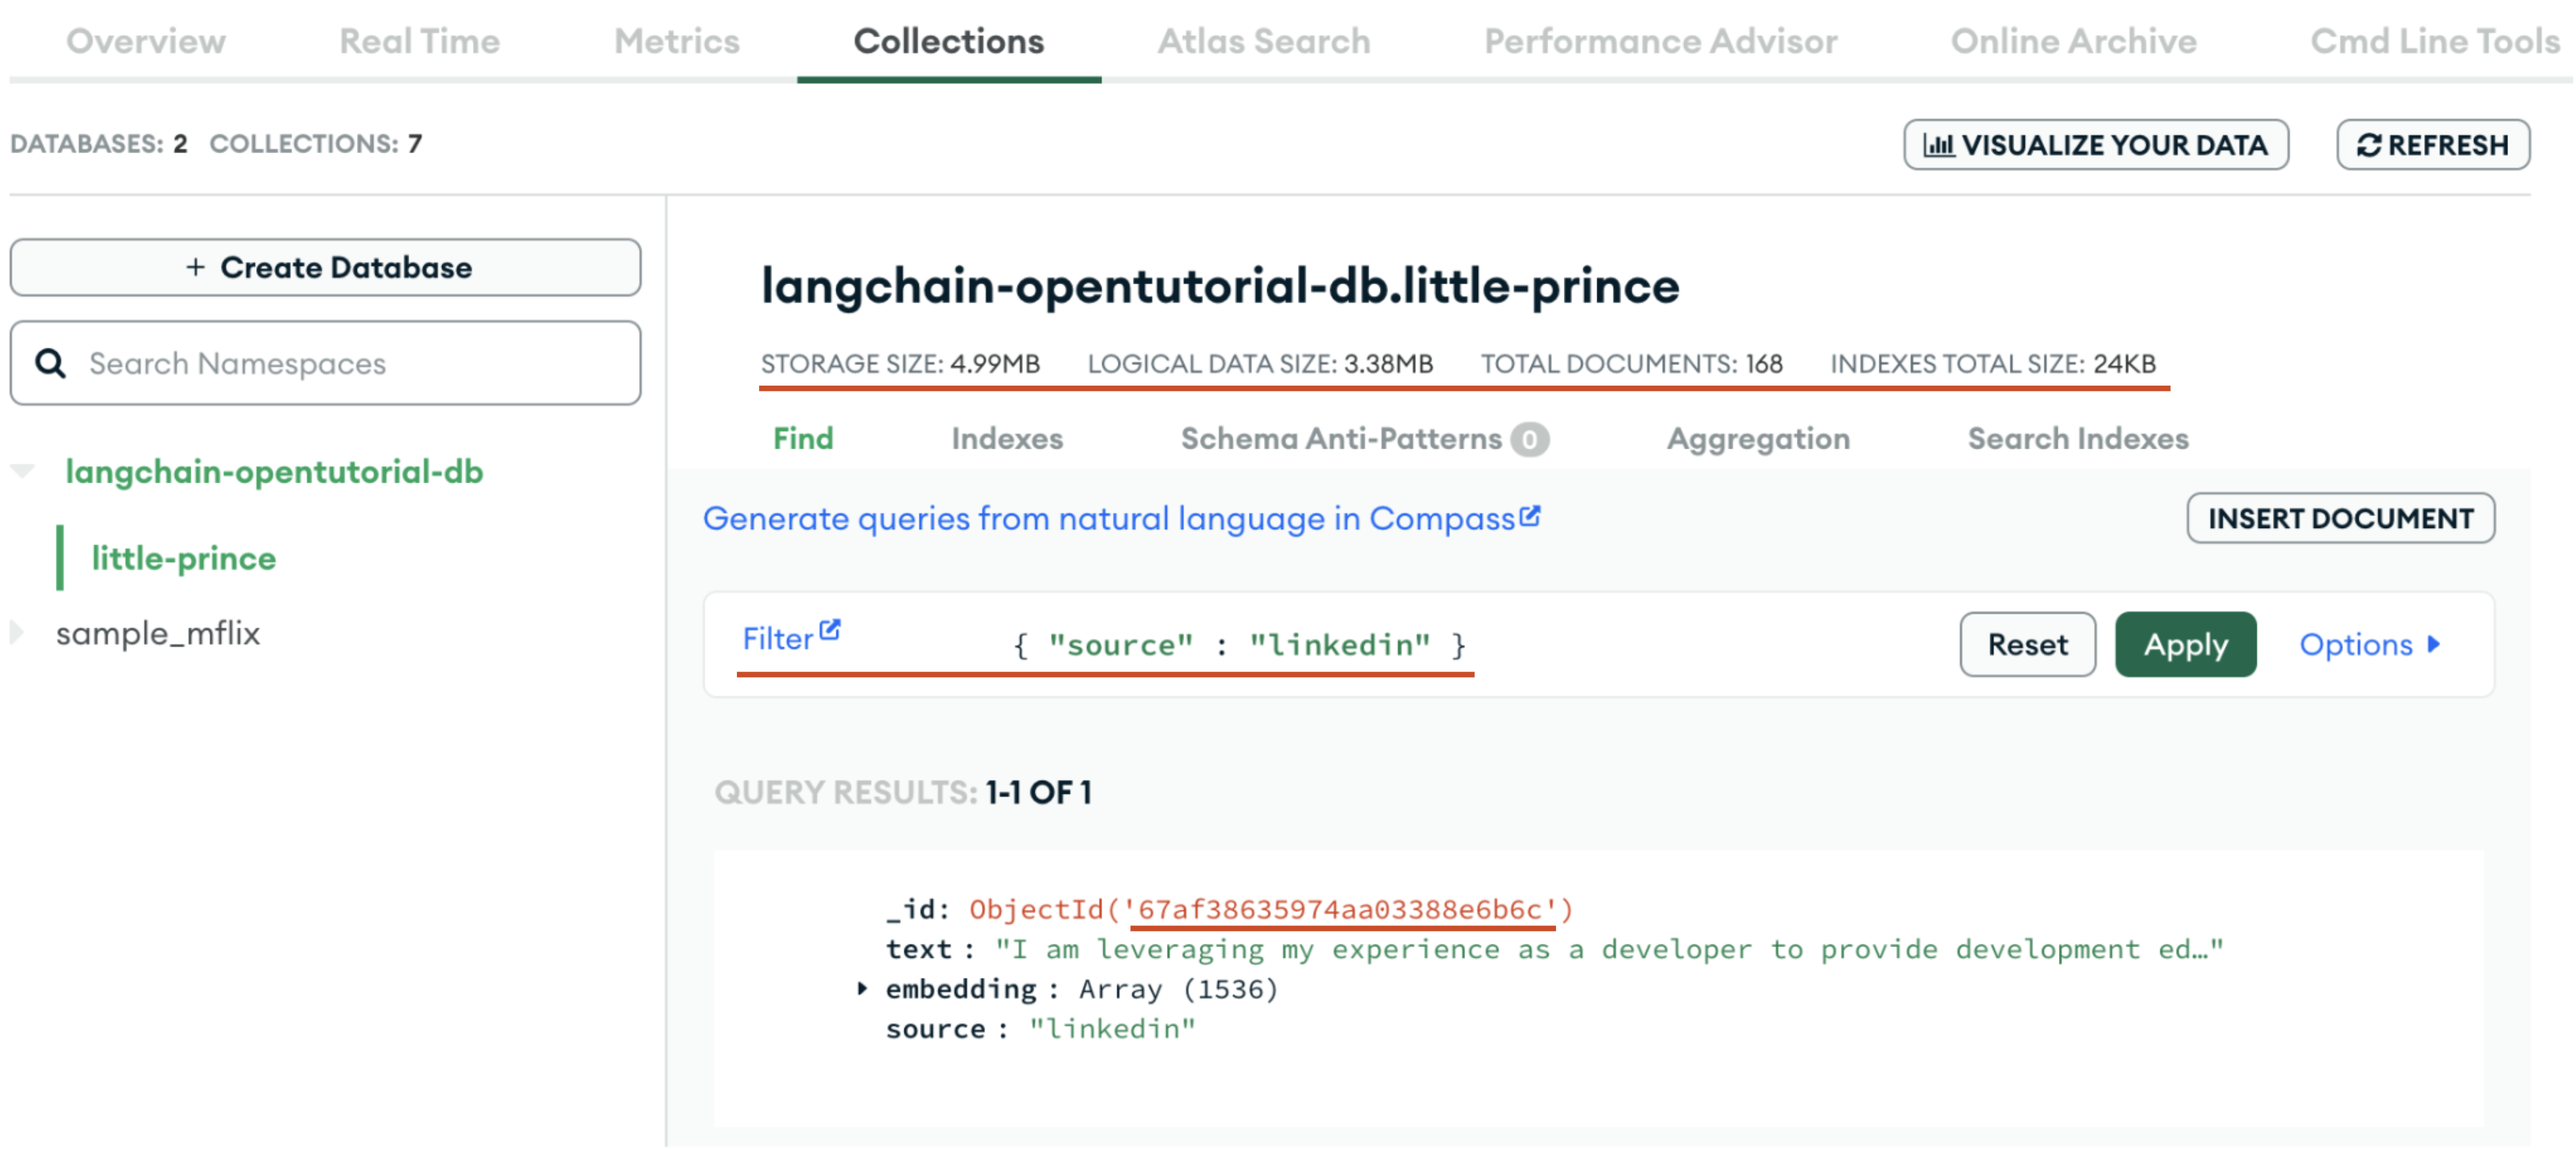 Overview Real Time Metrics Collections Atlas Search Performance Advisor Online Archive Cmd Line Tools
DATABASES: 2 COLLECTIONS: 7
VISUALIZE YOUR DATA
REFRESH
+ Create Database
Search Namespaces
langchain-opentutorial-db
little-prince
sample_mflix
langchain-opentutorial-db.little-prince
STORAGE SIZE: 4.99MB LOGICAL DATA SIZE: 3.38MB TOTAL DOCUMENTS: 168 INDEXES TOTAL SIZE: 24KB
Find Indexes Schema Anti-Patterns 0 Aggregation Search Indexes
Generate queries from natural language in Compass
INSERT DOCUMENT
Filter { "source" : "linkedin" }
Reset Apply Options
QUERY RESULTS: 1-1 OF 1
_id: ObjectId('67af38635974aa03388e6b6c')
text : "I am leveraging my experience as a developer to provide development ed…"
embedding : Array (1536)
source : "linkedin"